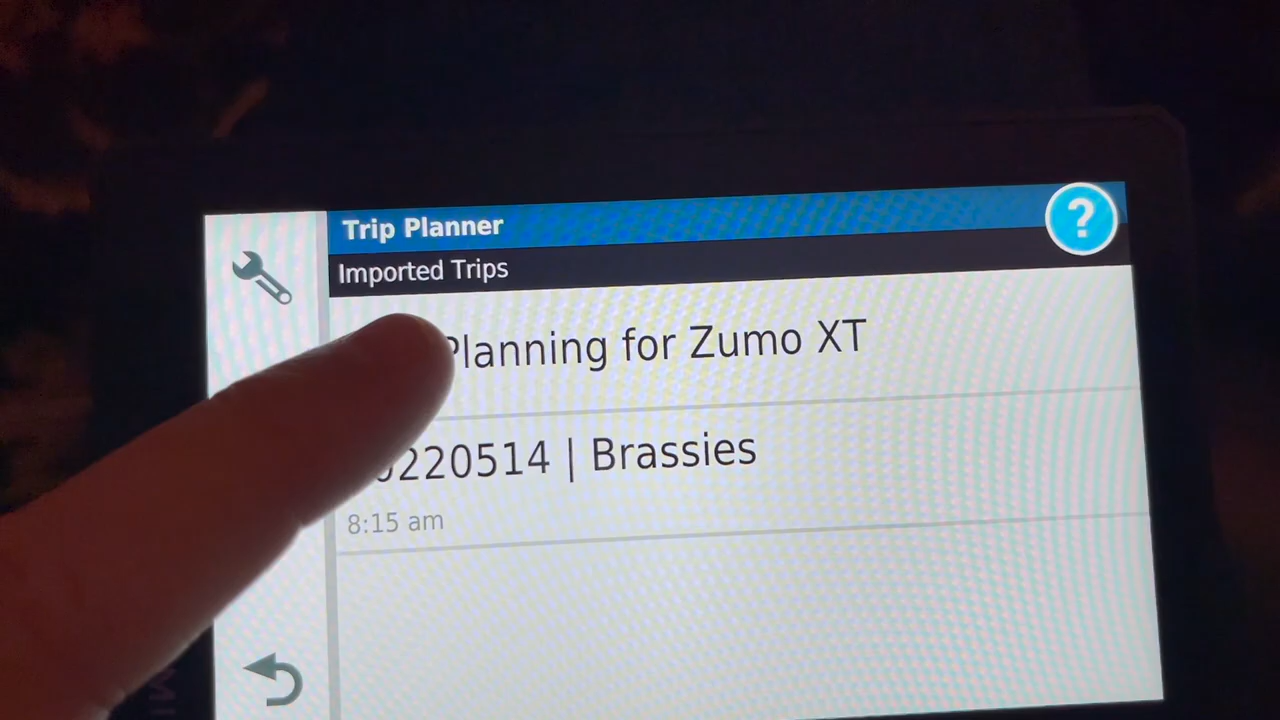 Trip Planner
?
Imported Trips
Planning for Zumo XT
220514 | Brassies
8:15 am